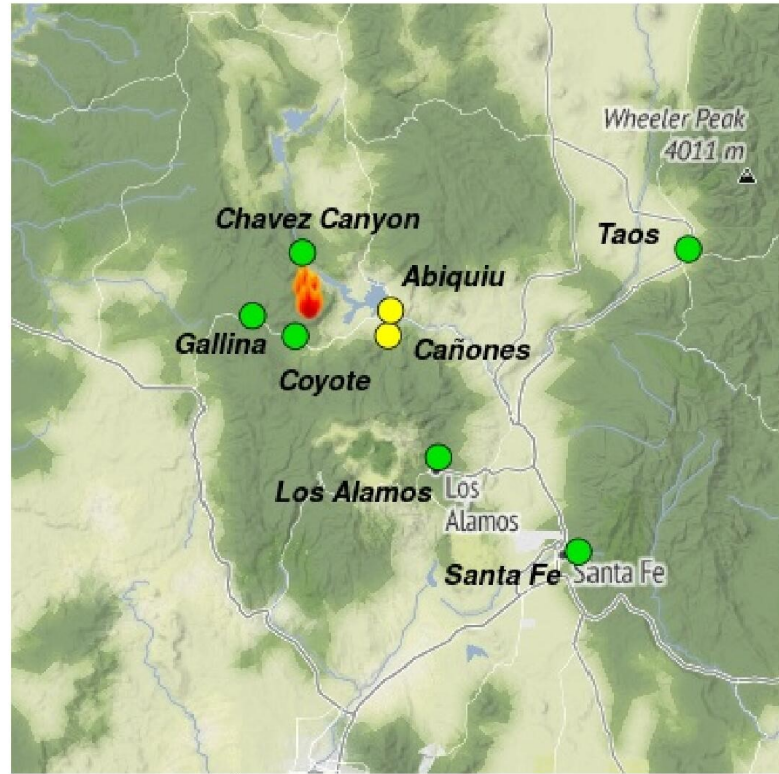 Wheeler Peak
4011 m
Chavez Canyon
Taos
Abiquiu
Gallina
Cañones
Coyote
Los Alamos
Los
Alamos
Santa Fe
Santa Fe